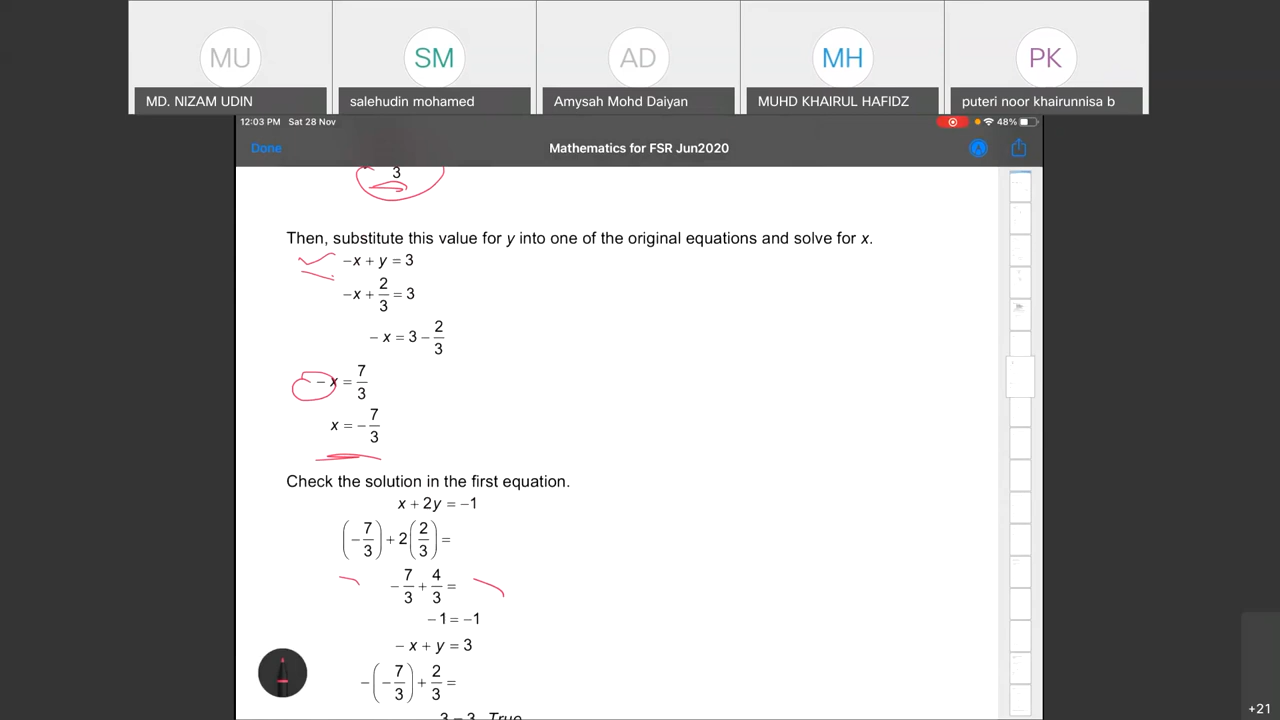 MU SM AD MH PK
MD. NIZAM UDIN salehudin mohamed Amysah Mohd Daiyan MUHD KHAIRUL HAFIDZ puteri noor khairunnisa b
12:03 PM Sat 28 Nov 48%
Done Mathematics for FSR Jun2020
3
Then, substitute this value for y into one of the original equations and solve for x.
−x + y = 3
−x + 2/3 = 3
− x = 3 − 2/3
− x = 7/3
x = − 7/3
Check the solution in the first equation.
x + 2y = −1
(− 7/3) + 2(2/3) =
− 7/3 + 4/3 =
− 1 = −1
− x + y = 3
−(− 7/3) + 2/3 =
3 = 3 True
+21